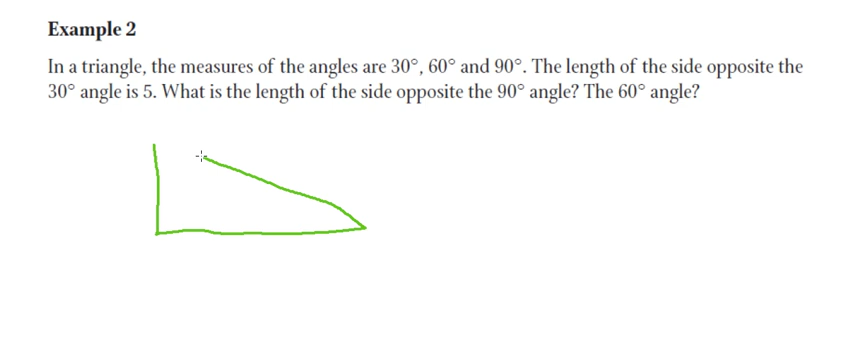 Example 2
In a triangle, the measures of the angles are 30°, 60° and 90°. The length of the side opposite the
30° angle is 5. What is the length of the side opposite the 90° angle? The 60° angle?